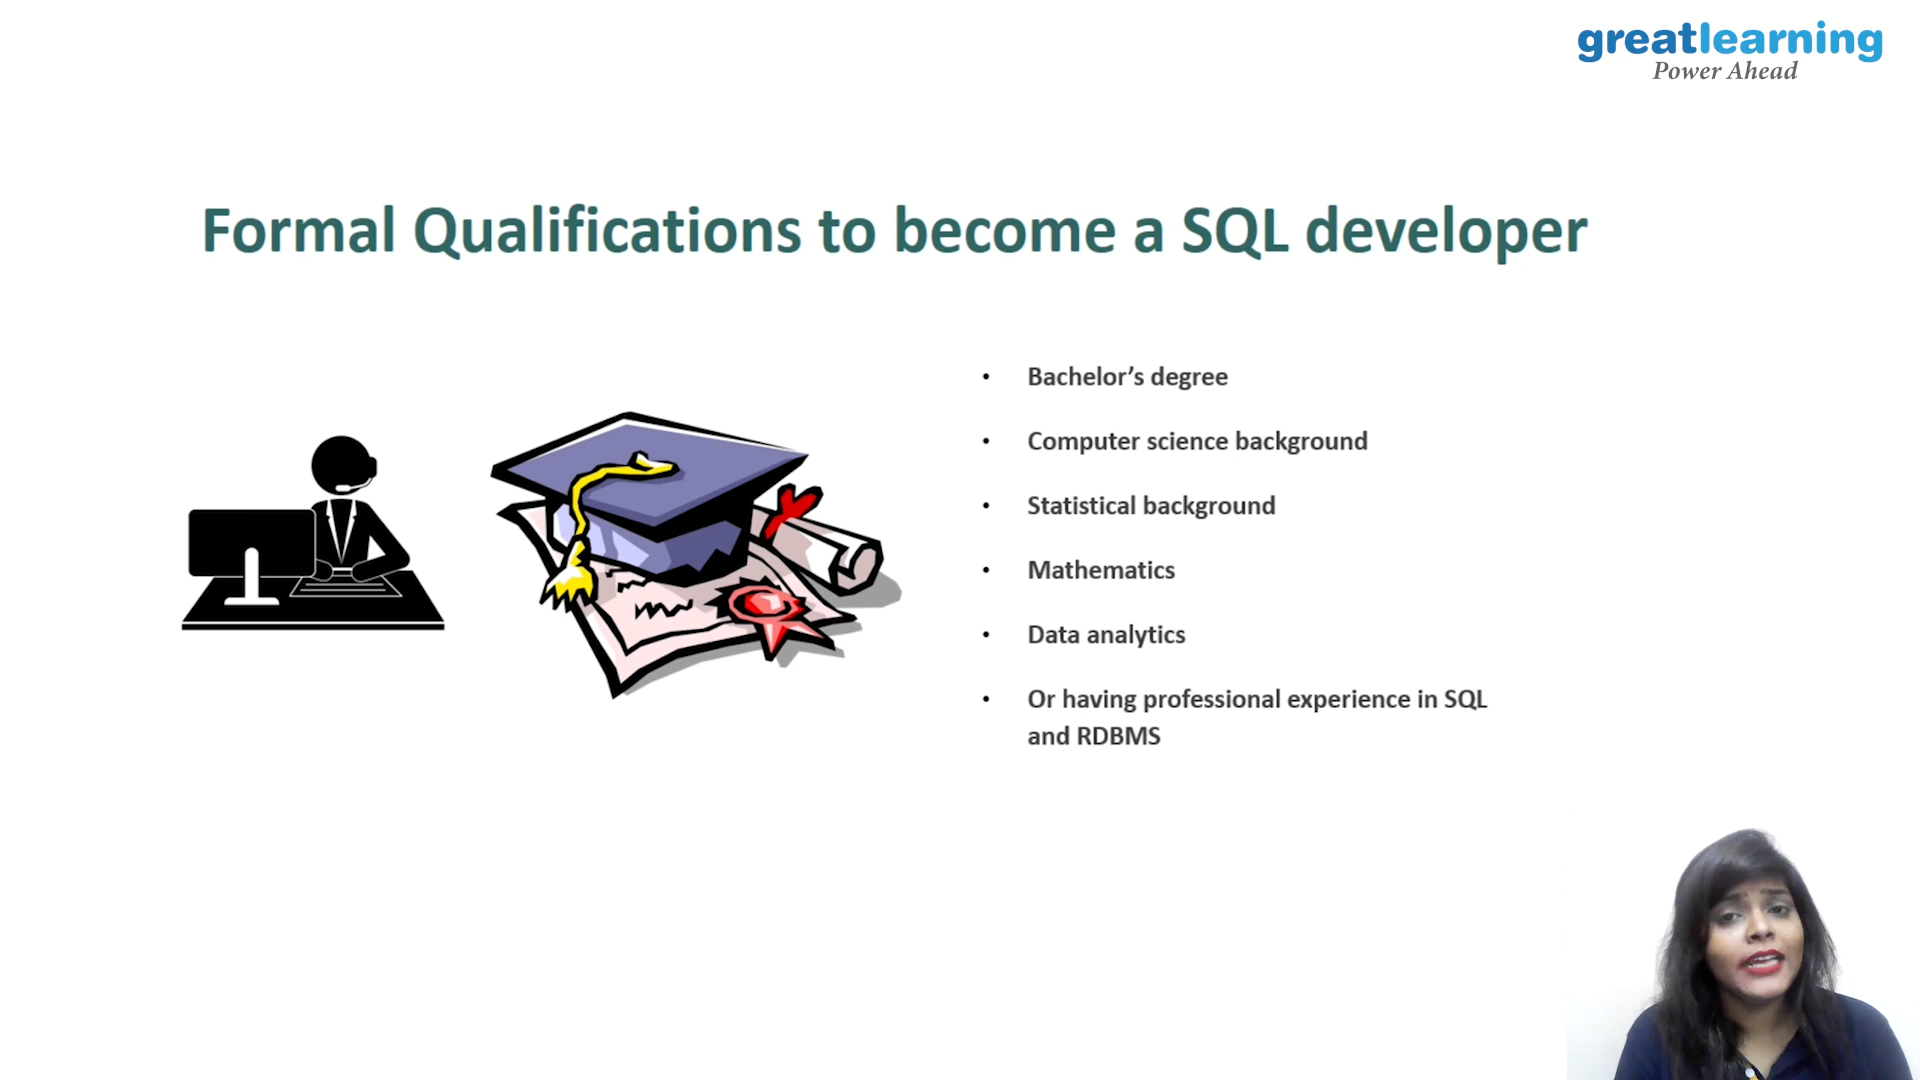 greatlearning
Power Ahead
Formal Qualifications to become a SQL developer
• Bachelor’s degree
• Computer science background
• Statistical background
• Mathematics
• Data analytics
• Or having professional experience in SQL
and RDBMS